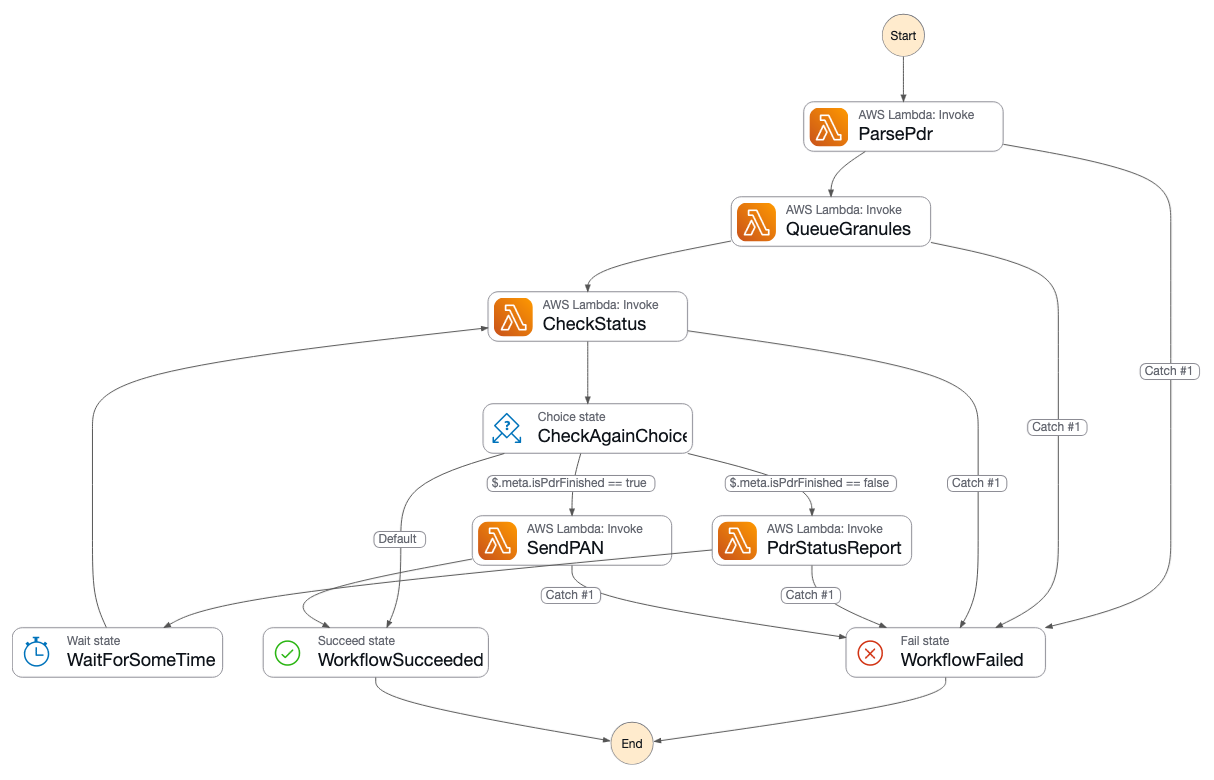 Start
AWS Lambda: Invoke
ParsePdr
AWS Lambda: Invoke
QueueGranules
AWS Lambda: Invoke
CheckStatus
Catch #1
Choice state
CheckAgainChoice
Catch #1
$.meta.isPdrFinished == true
$.meta.isPdrFinished == false
Catch #1
AWS Lambda: Invoke
SendPAN
AWS Lambda: Invoke
PdrStatusReport
Default
Catch #1
Catch #1
Wait state
WaitForSomeTime
Succeed state
WorkflowSucceeded
Fail state
WorkflowFailed
End